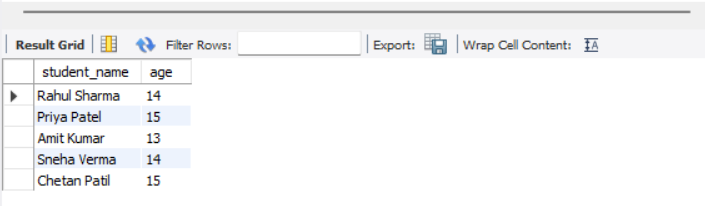 Result Grid Filter Rows: Export: Wrap Cell Content: IA
student_name age
Rahul Sharma 14
Priya Patel 15
Amit Kumar 13
Sneha Verma 14
Chetan Patil 15